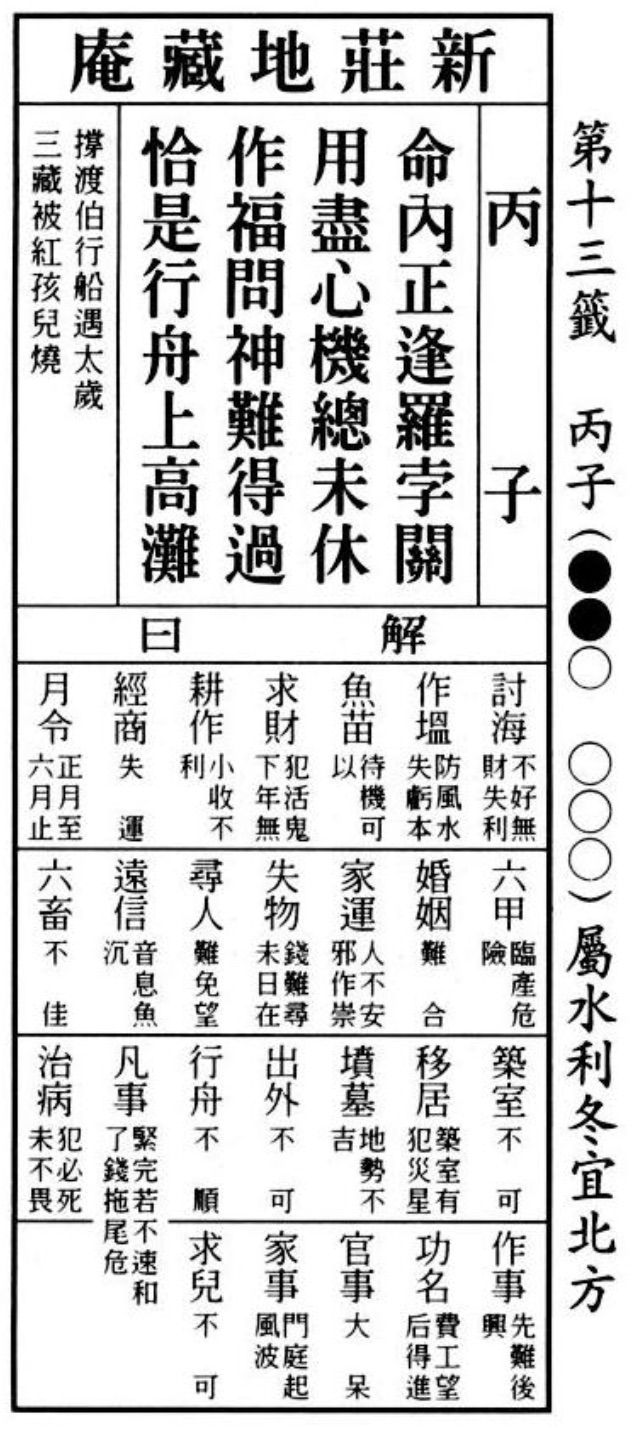 第十三籤　丙子（●●○　○○○）屬水利冬宜北方
新莊地藏庵
丙子
命內正逢羅孛關
用盡心機總未休
作福問神難得過
恰是行舟上高灘
撐渡伯行船遇太歲
三藏被紅孩兒燒
解曰
討海　不好無財失利
作塭　防風水失虧本
魚苗　待機可以
求財　犯活鬼下年無
耕作　小收不利
經商　失運
月令　正月至六月止
六甲　臨產危險
婚姻　難合
家運　人不安邪作祟
失物　錢難尋未日在
尋人　難免望
遠信　音息魚沉
六畜　不佳
築室　不可
移居　築室有犯災星
墳墓　地勢不吉
出外　不可
行舟　不順
凡事　緊完若不速和了錢拖尾危
治病　犯必死未不畏
作事　先難後興
功名　費工望后得進
官事　大呆
家事　門庭起風波
求兒　不可